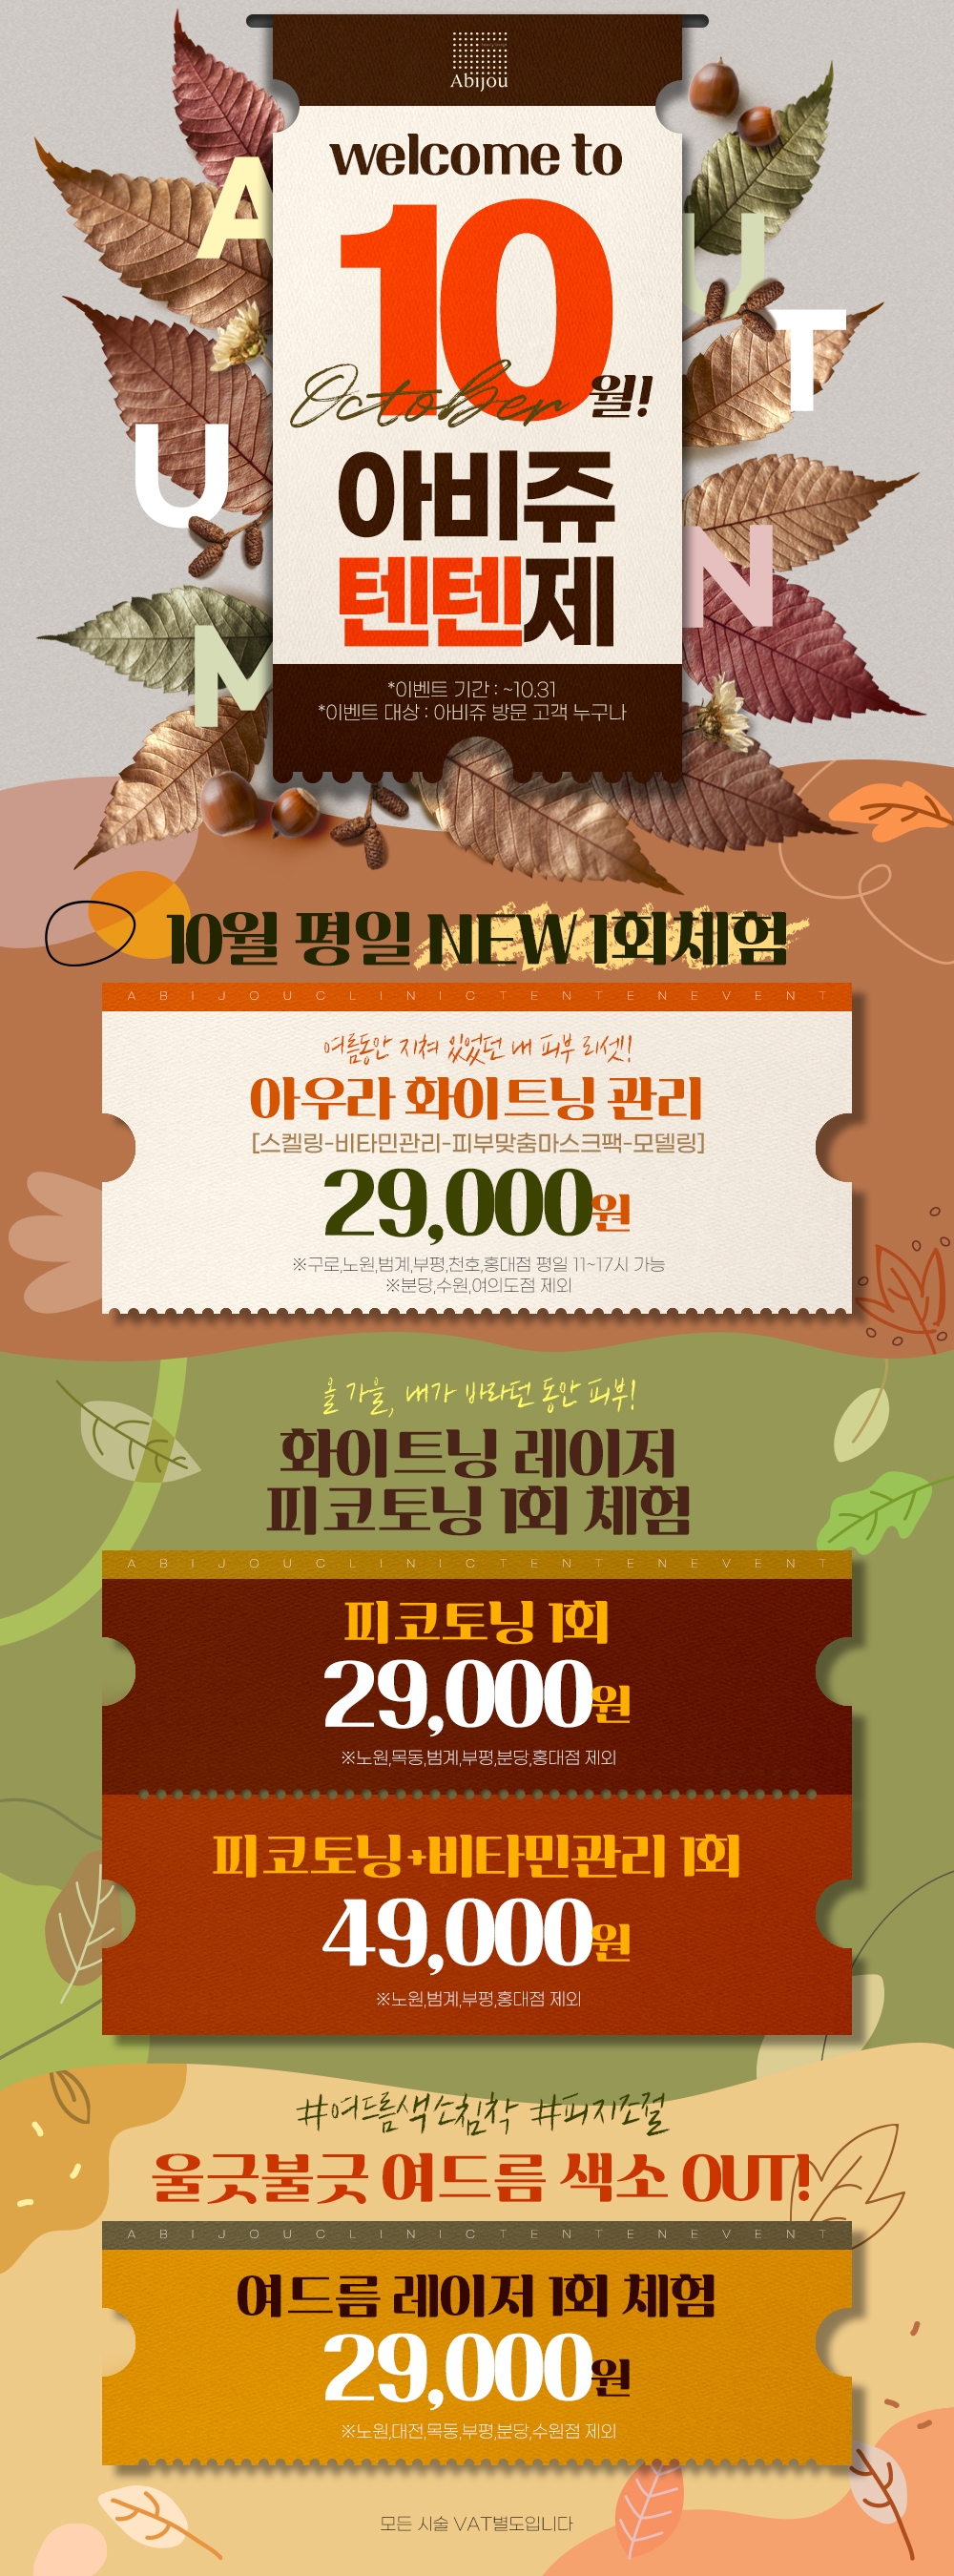 Abijou
welcome to
10
October 월!
아비쥬
텐텐제
*이벤트 기간 : ~10.31
*이벤트 대상 : 아비쥬 방문 고객 누구나
A
U
T
U
M
N
10월 평일 NEW 1회체험
ABIJOUCLINICTENTENEVENT
여름동안 지쳐 있었던 내 피부 리셋!
아우라 화이트닝 관리
[스켈링-비타민관리-피부맞춤마스크팩-모델링]
29,000원
※구로,노원,범계,부평,천호,홍대점 평일 11~17시 가능
※분당,수원,여의도점 제외
올 가을, 내가 바라던 동안 피부!
화이트닝 레이저
피코토닝 1회 체험
ABIJOUCLINICTENTENEVENT
피코토닝 1회
29,000원
※노원,목동,범계,부평,분당,홍대점 제외
피코토닝+비타민관리 1회
49,000원
※노원,범계,부평,홍대점 제외
#여드름색소침착 #피지조절
울긋불긋 여드름 색소 OUT!
ABIJOUCLINICTENTENEVENT
여드름 레이저 1회 체험
29,000원
※노원,대전,목동,부평,분당,수원점 제외
모든 시술 VAT별도입니다